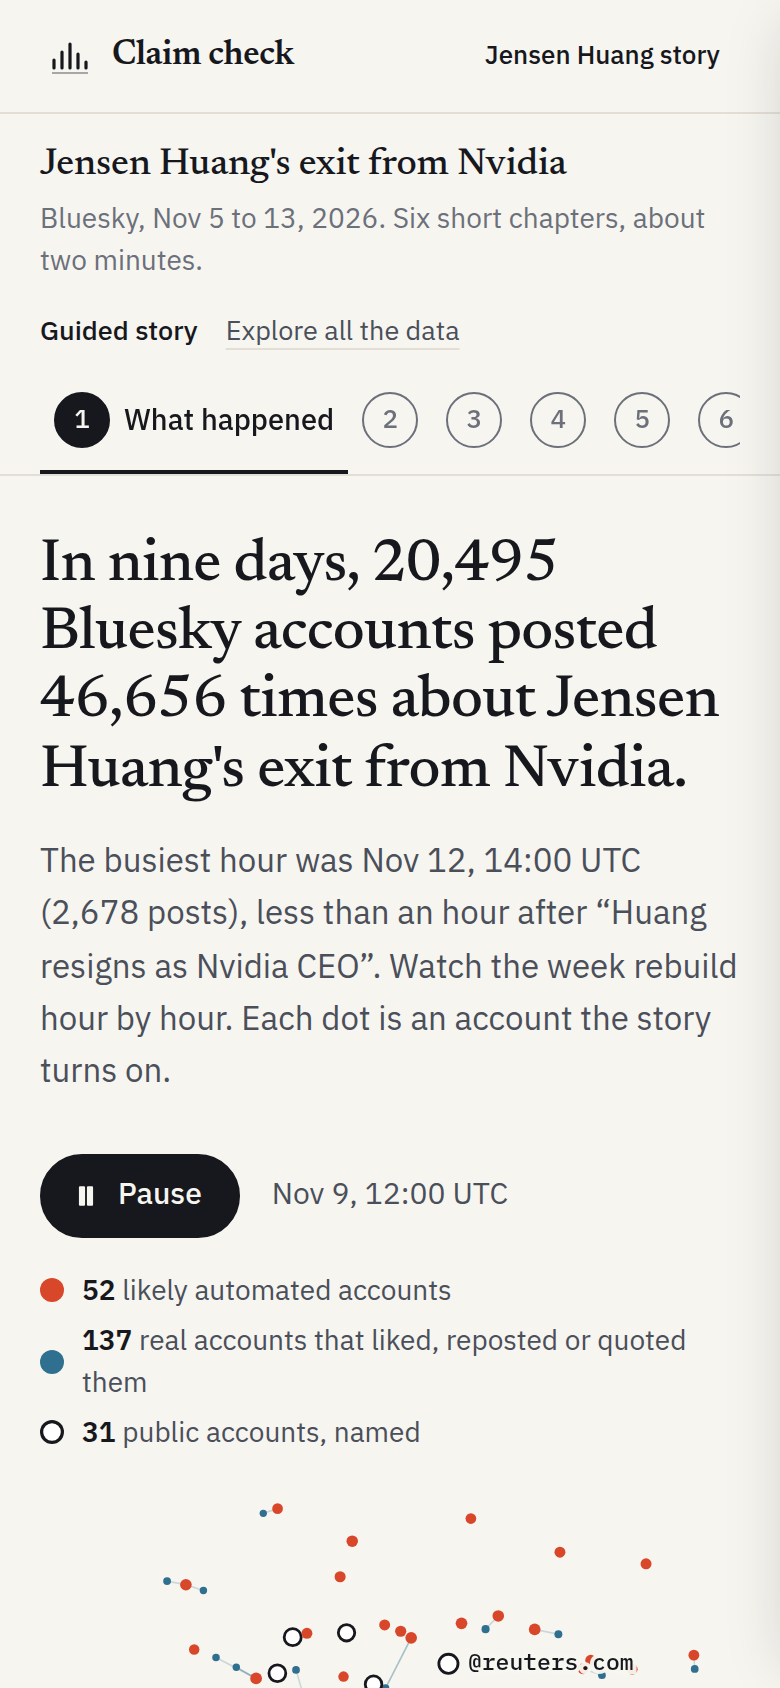 Claim check
Jensen Huang story
Jensen Huang's exit from Nvidia
Bluesky, Nov 5 to 13, 2026. Six short chapters, about
two minutes.
Guided story
Explore all the data
1 What happened 2 3 4 5 6
In nine days, 20,495
Bluesky accounts posted
46,656 times about Jensen
Huang's exit from Nvidia.
The busiest hour was Nov 12, 14:00 UTC
(2,678 posts), less than an hour after “Huang
resigns as Nvidia CEO”. Watch the week rebuild
hour by hour. Each dot is an account the story
turns on.
Pause
Nov 9, 12:00 UTC
52 likely automated accounts
137 real accounts that liked, reposted or quoted
them
31 public accounts, named
@reuters.com